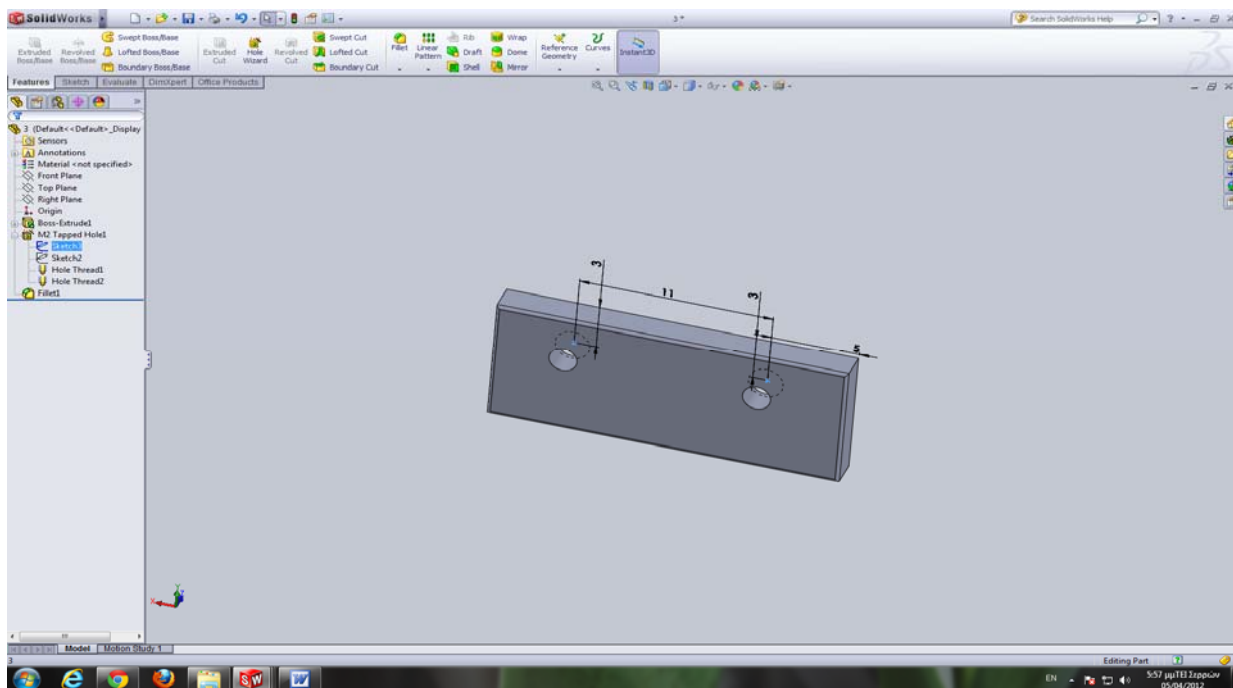 SolidWorks
3 *
Search SolidWorks Help
Extruded Boss/Base
Revolved Boss/Base
Swept Boss/Base
Lofted Boss/Base
Boundary Boss/Base
Extruded Cut
Hole Wizard
Revolved Cut
Swept Cut
Lofted Cut
Boundary Cut
Fillet
Linear Pattern
Rib
Draft
Shell
Wrap
Dome
Mirror
Reference Geometry
Curves
Instant3D
Features Sketch Evaluate DimXpert Office Products
3 (Default<<Default>_Display
Sensors
Annotations
Material <not specified>
Front Plane
Top Plane
Right Plane
Origin
Boss-Extrude1
M2 Tapped Hole1
Sketch3
Sketch2
Hole Thread1
Hole Thread2
Fillet1
3
11
3
5
X
Y
Model Motion Study 1
3
Editing Part
EN
5:57 μμΤΕΙ Σερρών
05/04/2012